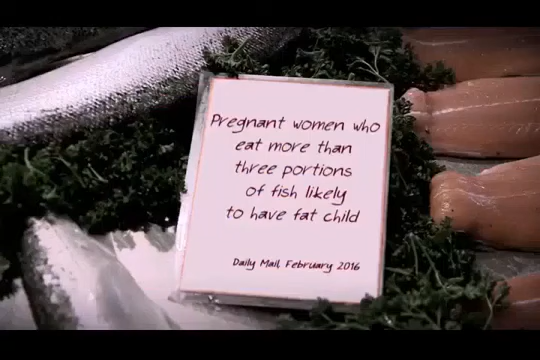 Pregnant women who
eat more than
three portions
of fish likely
to have fat child
Daily Mail, February 2016